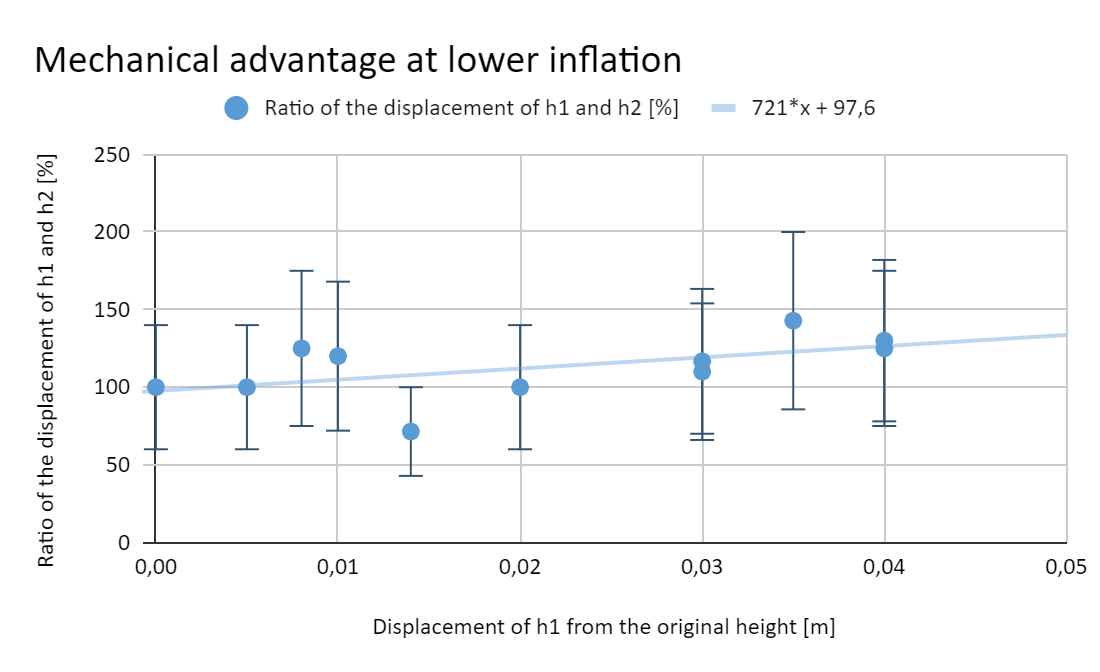 Mechanical advantage at lower inflation
Ratio of the displacement of h1 and h2 [%] 721*x + 97,6
Ratio of the displacement of h1 and h2 [%]
250
200
150
100
50
0
0,00 0,01 0,02 0,03 0,04 0,05
Displacement of h1 from the original height [m]